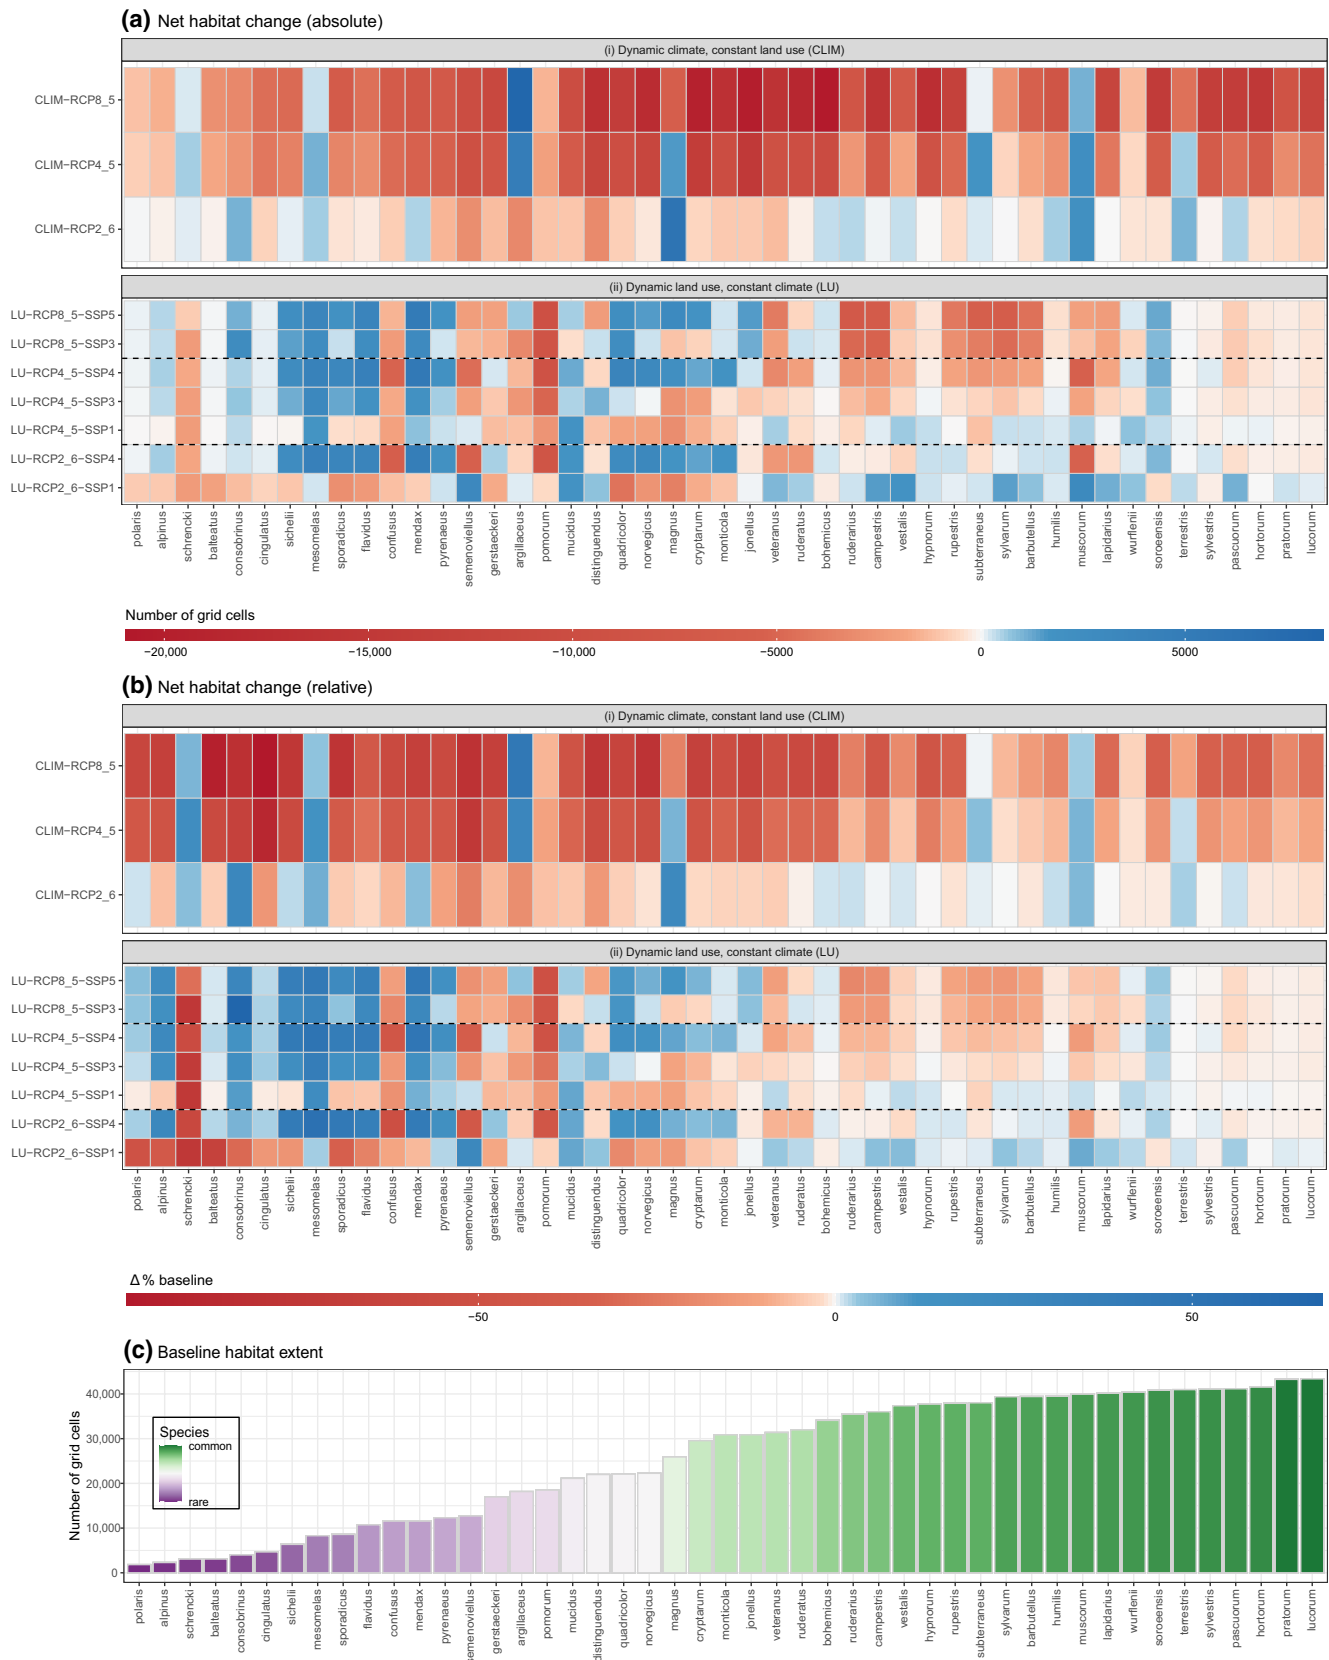 (a) Net habitat change (absolute)
(i) Dynamic climate, constant land use (CLIM)
CLIM−RCP8_5
CLIM−RCP4_5
CLIM−RCP2_6
(ii) Dynamic land use, constant climate (LU)
LU−RCP8_5−SSP5
LU−RCP8_5−SSP3
LU−RCP4_5−SSP4
LU−RCP4_5−SSP3
LU−RCP4_5−SSP1
LU−RCP2_6−SSP4
LU−RCP2_6−SSP1
polaris alpinus schrencki balteatus consobrinus cingulatus sichelii mesomelas sporadicus flavidus confusus mendax pyrenaeus semenoviellus gerstaeckeri argillaceus pomorum mucidus distinguendus quadricolor norvegicus magnus cryptarum monticola jonellus veteranus ruderatus bohemicus ruderarius campestris vestalis hypnorum rupestris subterraneus sylvarum barbutellus humilis muscorum lapidarius wurflenii soroeensis terrestris sylvestris pascuorum hortorum pratorum lucorum
Number of grid cells
−20,000 −15,000 −10,000 −5000 0 5000
(b) Net habitat change (relative)
(i) Dynamic climate, constant land use (CLIM)
CLIM−RCP8_5
CLIM−RCP4_5
CLIM−RCP2_6
(ii) Dynamic land use, constant climate (LU)
LU−RCP8_5−SSP5
LU−RCP8_5−SSP3
LU−RCP4_5−SSP4
LU−RCP4_5−SSP3
LU−RCP4_5−SSP1
LU−RCP2_6−SSP4
LU−RCP2_6−SSP1
polaris alpinus schrencki balteatus consobrinus cingulatus sichelii mesomelas sporadicus flavidus confusus mendax pyrenaeus semenoviellus gerstaeckeri argillaceus pomorum mucidus distinguendus quadricolor norvegicus magnus cryptarum monticola jonellus veteranus ruderatus bohemicus ruderarius campestris vestalis hypnorum rupestris subterraneus sylvarum barbutellus humilis muscorum lapidarius wurflenii soroeensis terrestris sylvestris pascuorum hortorum pratorum lucorum
Δ % baseline
−50 0 50
(c) Baseline habitat extent
Number of grid cells
40,000
30,000
20,000
10,000
0
Species
common
rare
polaris alpinus schrencki balteatus consobrinus cingulatus sichelii mesomelas sporadicus flavidus confusus mendax pyrenaeus semenoviellus gerstaeckeri argillaceus pomorum mucidus distinguendus quadricolor norvegicus magnus cryptarum monticola jonellus veteranus ruderatus bohemicus ruderarius campestris vestalis hypnorum rupestris subterraneus sylvarum barbutellus humilis muscorum lapidarius wurflenii soroeensis terrestris sylvestris pascuorum hortorum pratorum lucorum